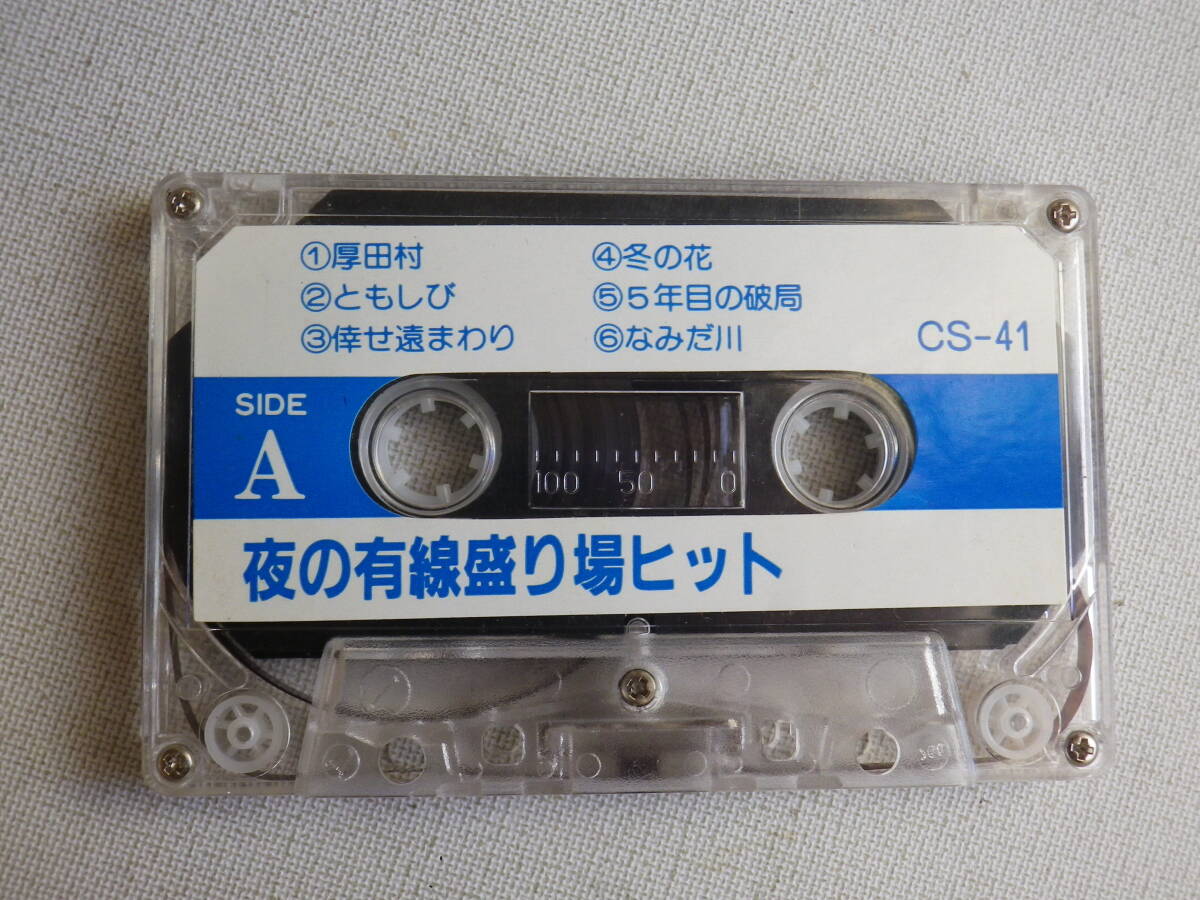 ①厚田村
②ともしび
③倖せ遠まわり
④冬の花
⑤5年目の破局
⑥なみだ川
CS-41
SIDE
A
100 50 0
夜の有線盛り場ヒット